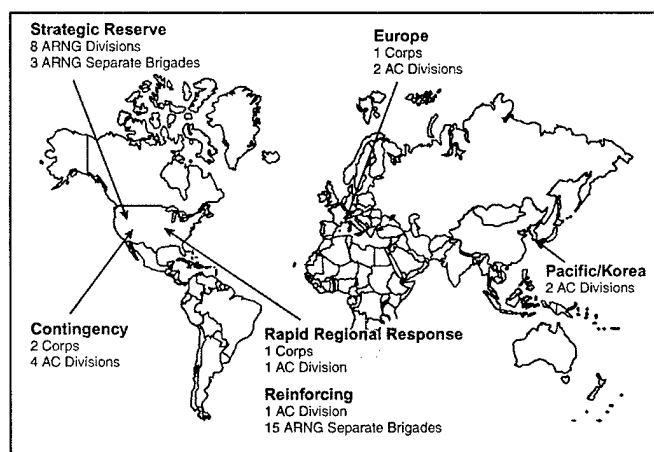 Strategic Reserve
8 ARNG Divisions
3 ARNG Separate Brigades
Europe
1 Corps
2 AC Divisions
Pacific/Korea
2 AC Divisions
Contingency
2 Corps
4 AC Divisions
Rapid Regional Response
1 Corps
1 AC Division
Reinforcing
1 AC Division
15 ARNG Separate Brigades